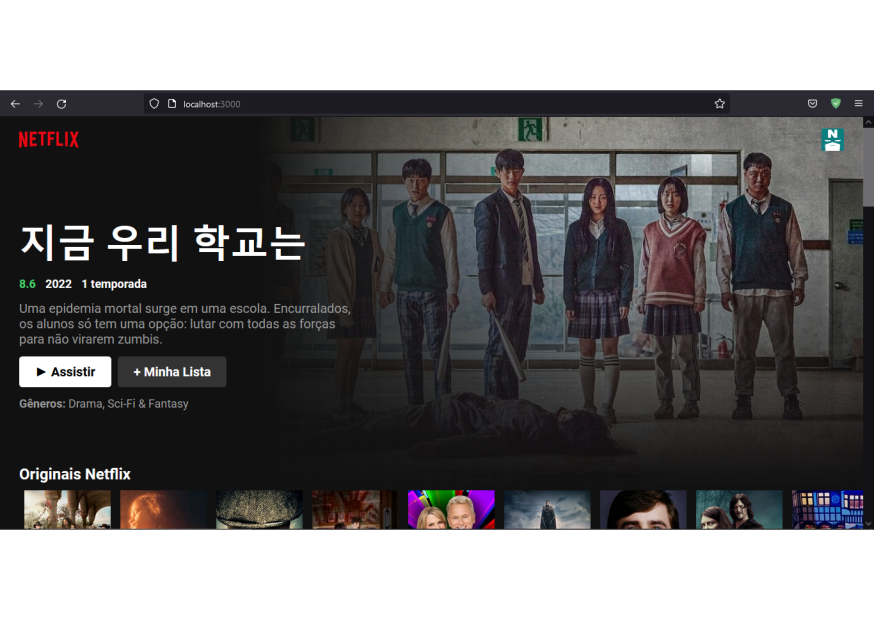 localhost:3000
NETFLIX
N
지금 우리 학교는
8.6 2022 1 temporada
Uma epidemia mortal surge em uma escola. Encurralados,
os alunos só tem uma opção: lutar com todas as forças
para não virarem zumbis.
Assistir + Minha Lista
Gêneros: Drama, Sci-Fi & Fantasy
Originais Netflix